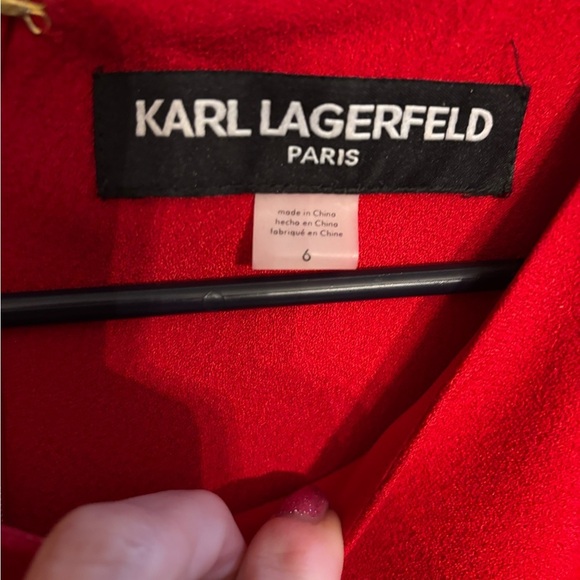 KARL LAGERFELD
PARIS
made in China
hecho en China
fabriqué en Chine
6